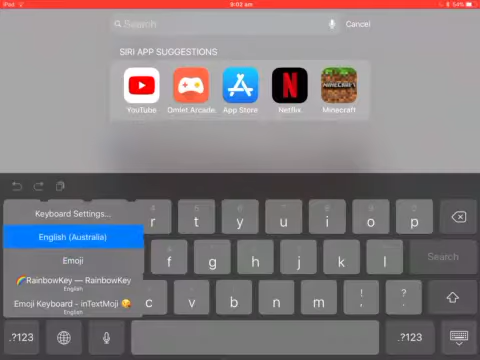 iPad
9:02 am
54%
Search
Cancel
SIRI APP SUGGESTIONS
YouTube
Omlet Arcade
App Store
Netflix
Minecraft
Keyboard Settings...
r t y u i o p
English (Australia)
f g h j k l
Search
Emoji
🌈RainbowKey — RainbowKey
English
Emoji Keyboard - inTextMoji 😘
English
c v b n m ! , ? .
.?123
.?123